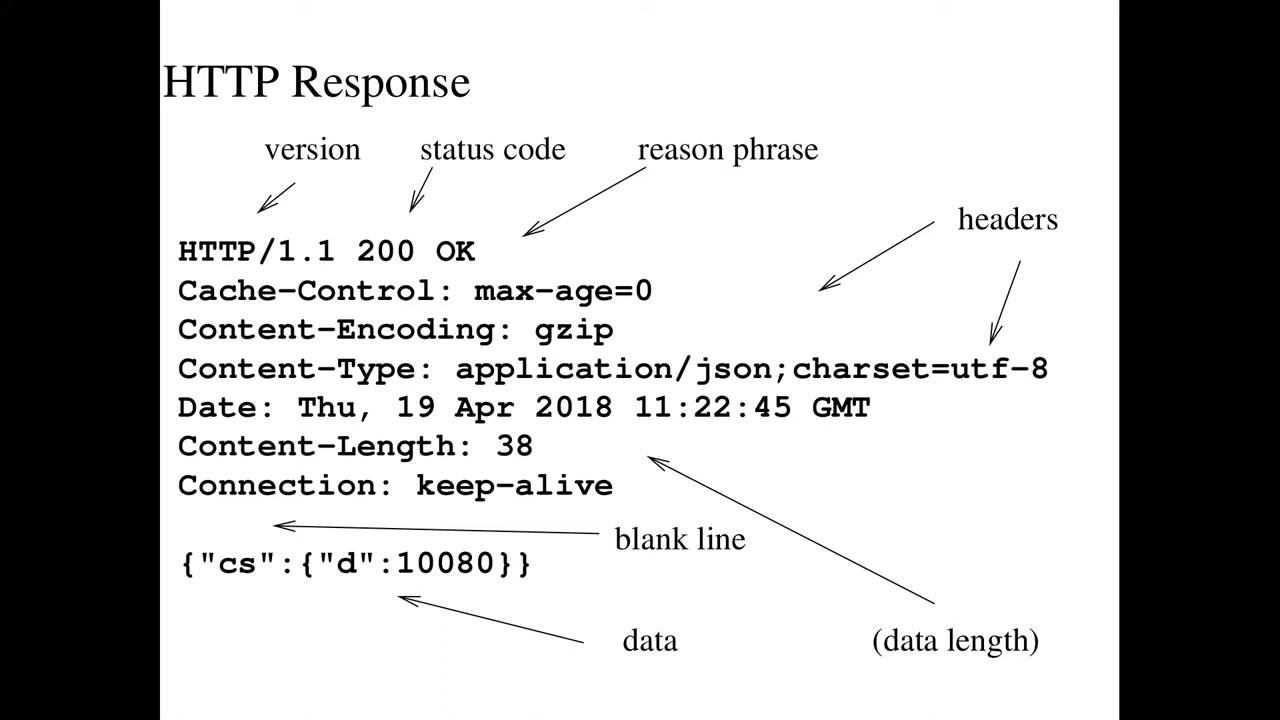 HTTP Response
version status code reason phrase
headers
HTTP/1.1 200 OK
Cache-Control: max-age=0
Content-Encoding: gzip
Content-Type: application/json;charset=utf-8
Date: Thu, 19 Apr 2018 11:22:45 GMT
Content-Length: 38
Connection: keep-alive
blank line
{"cs":{"d":10080}}
data (data length)